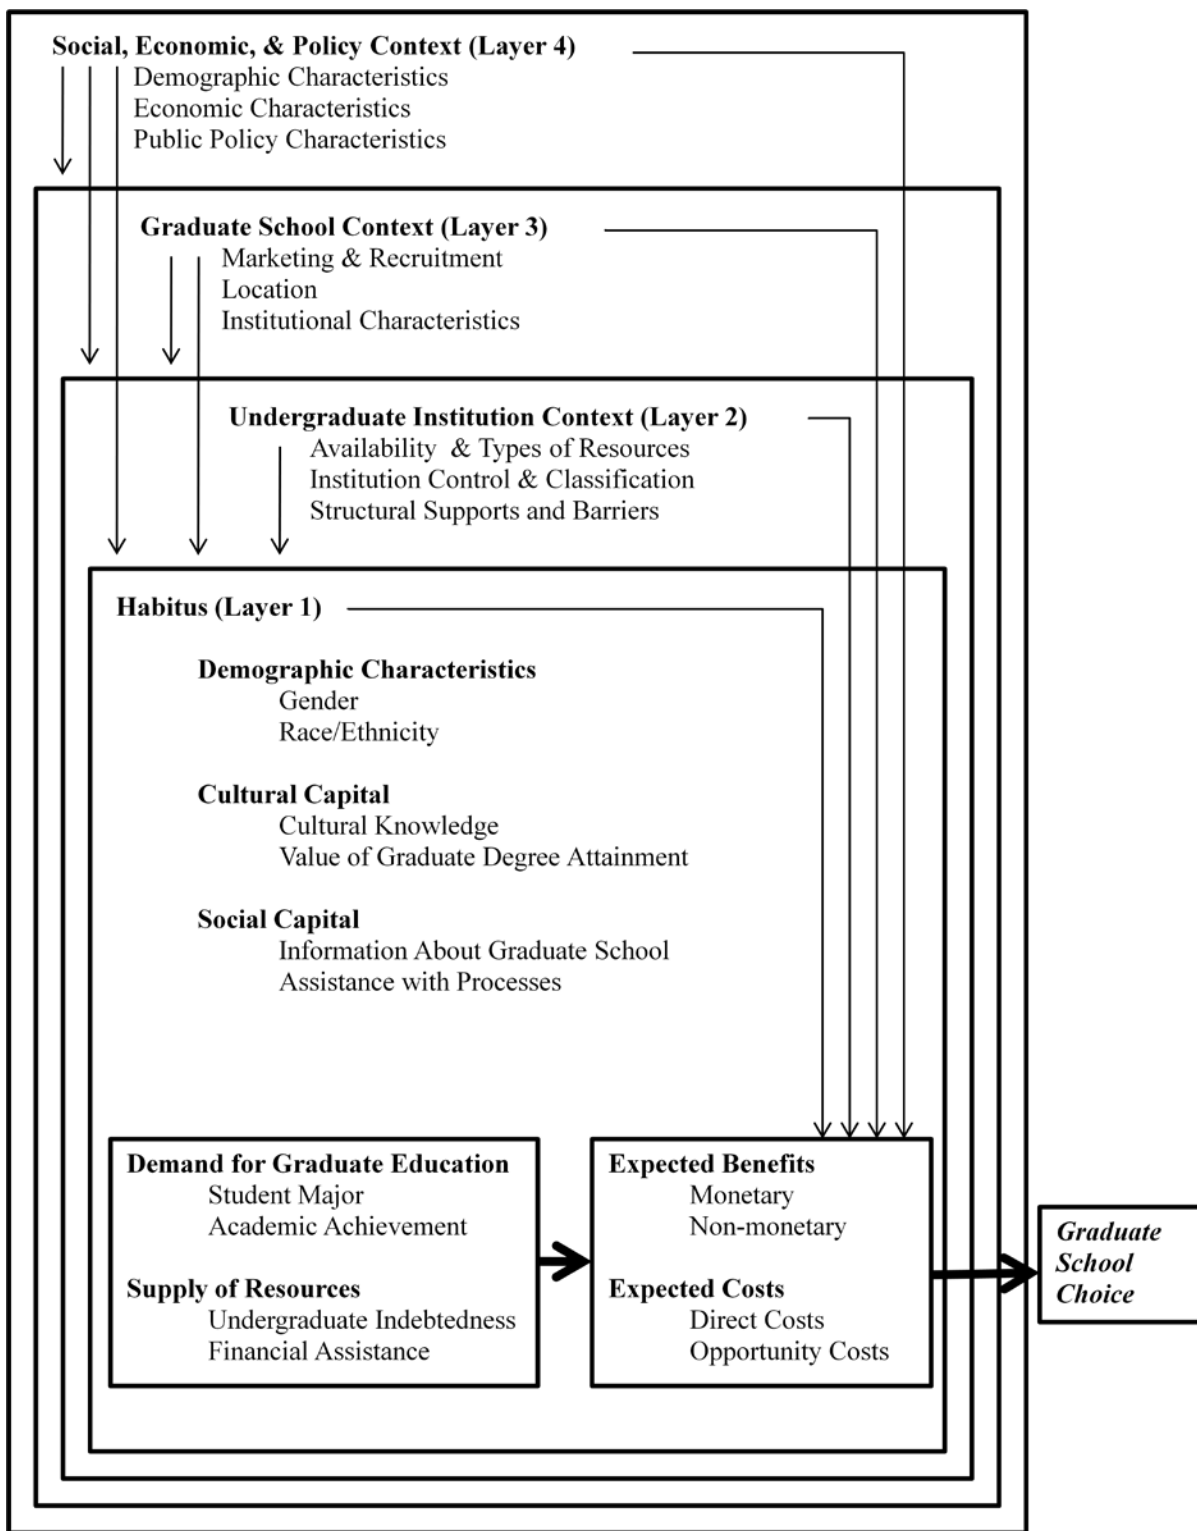 Social, Economic, & Policy Context (Layer 4)
Demographic Characteristics
Economic Characteristics
Public Policy Characteristics
Graduate School Context (Layer 3)
Marketing & Recruitment
Location
Institutional Characteristics
Undergraduate Institution Context (Layer 2)
Availability & Types of Resources
Institution Control & Classification
Structural Supports and Barriers
Habitus (Layer 1)
Demographic Characteristics
Gender
Race/Ethnicity
Cultural Capital
Cultural Knowledge
Value of Graduate Degree Attainment
Social Capital
Information About Graduate School
Assistance with Processes
Demand for Graduate Education
Student Major
Academic Achievement
Supply of Resources
Undergraduate Indebtedness
Financial Assistance
Expected Benefits
Monetary
Non-monetary
Expected Costs
Direct Costs
Opportunity Costs
Graduate
School
Choice